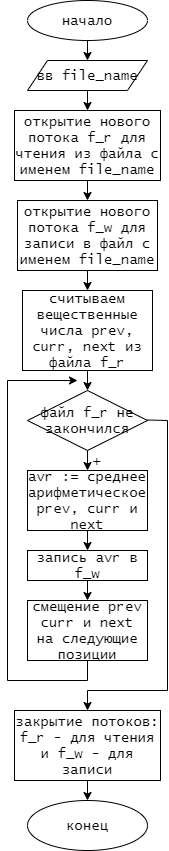 начало
вв file_name
открытие нового
потока f_r для
чтения из файла с
именем file_name
открытие нового
потока f_w для
записи в файл с
именем file_name
считываем
вещественные
числа prev,
curr, next из
файла f_r
файл f_r не
закончился
+
avr := среднее
арифметическое
prev, curr и
next
запись avr в
f_w
смещение prev
curr и next
на следующие
позиции
закрытие потоков:
f_r - для чтения
и f_w - для
записи
конец